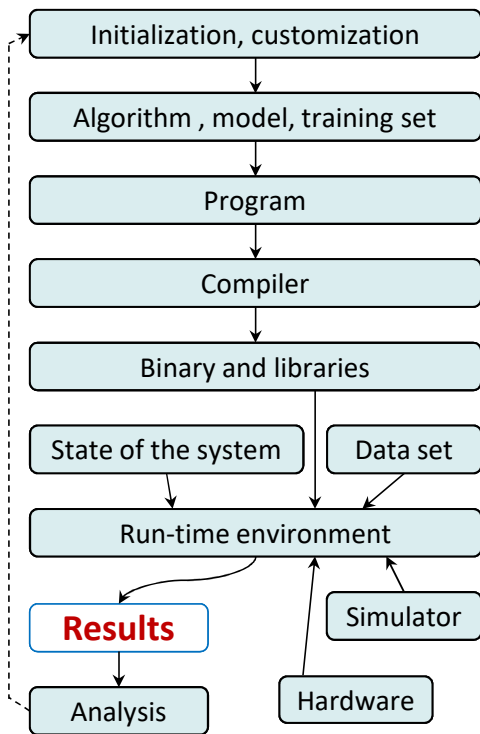 Initialization, customization
Algorithm , model, training set
Program
Compiler
Binary and libraries
State of the system
Data set
Run-time environment
Results
Simulator
Analysis
Hardware